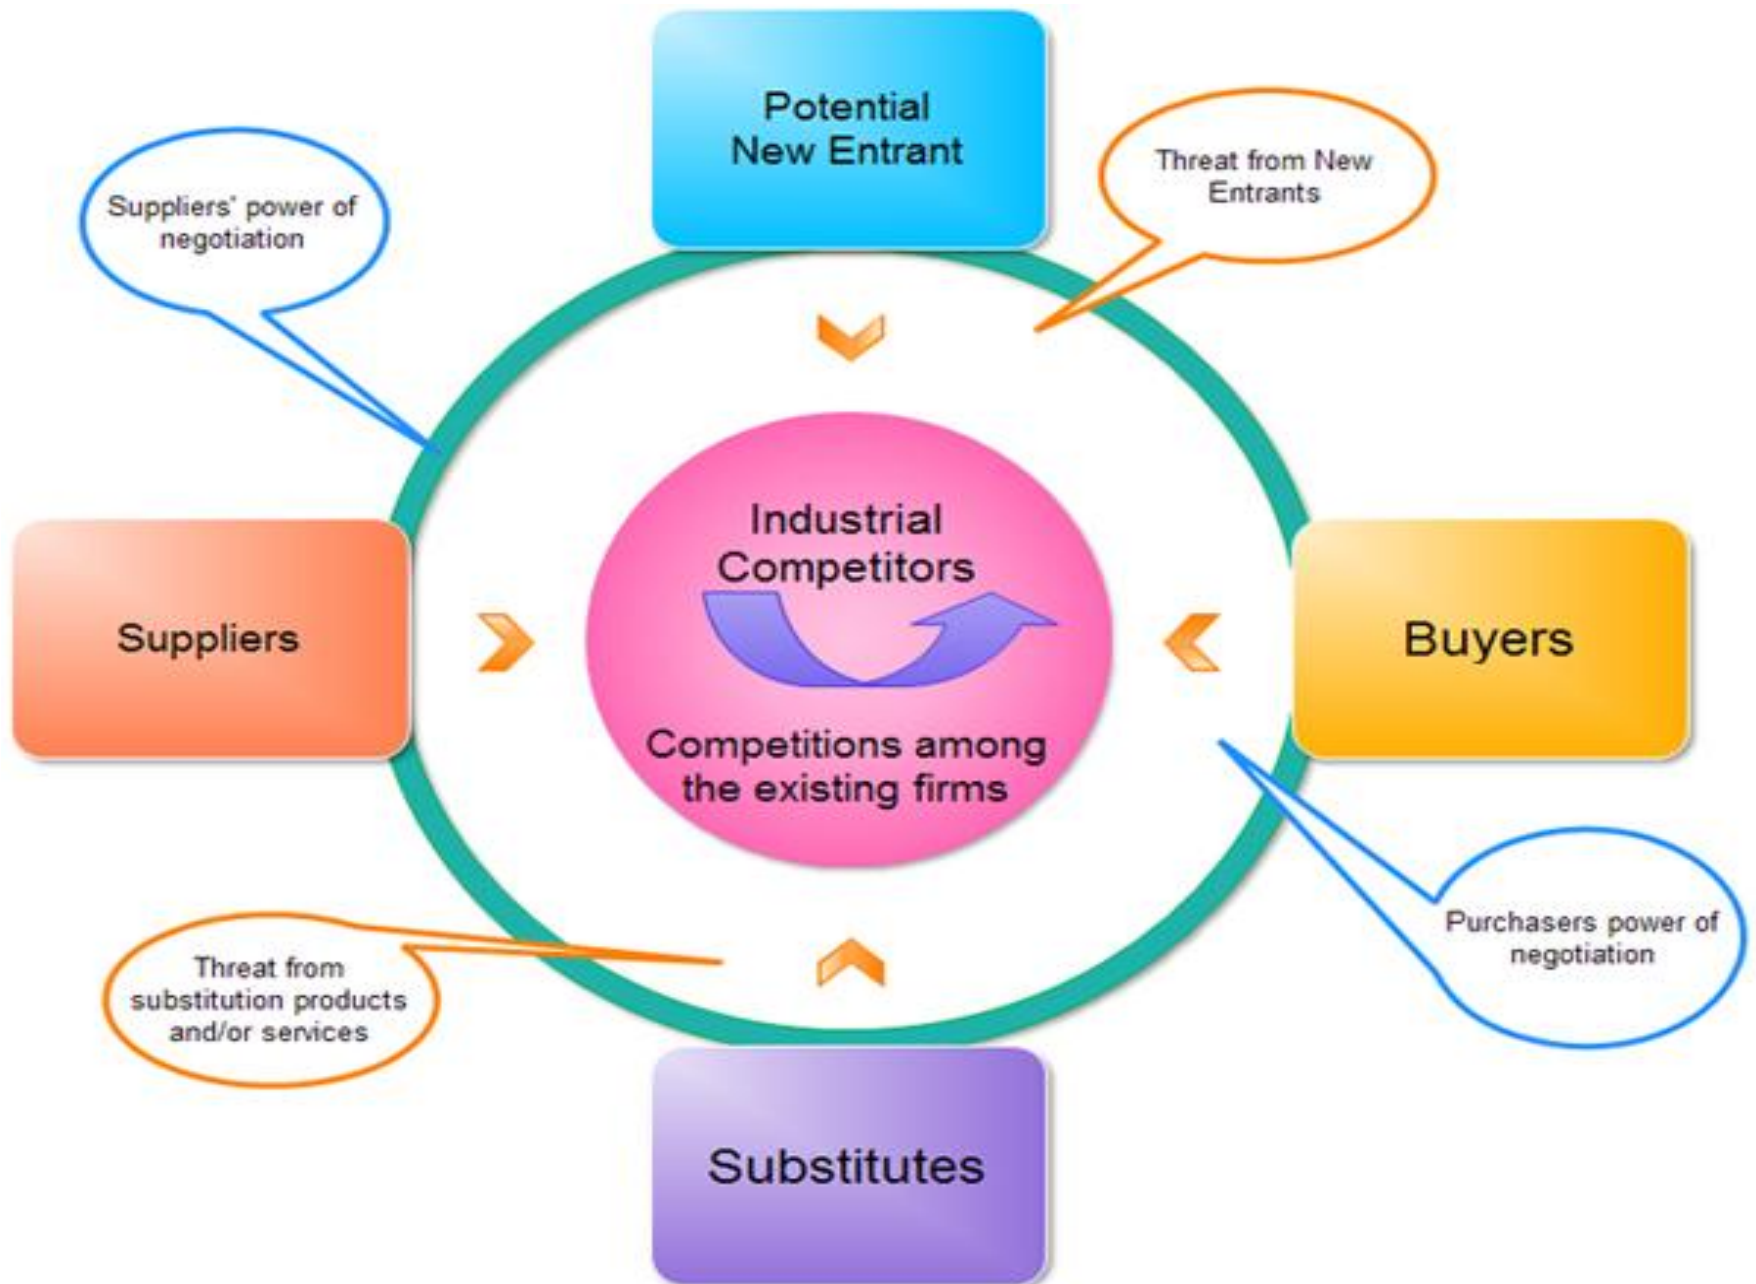 Potential
New Entrant
Threat from New
Entrants
Suppliers' power of
negotiation
Industrial
Competitors
Suppliers
Buyers
Competitions among
the existing firms
Purchasers power of
negotiation
Threat from
substitution products
and/or services
Substitutes